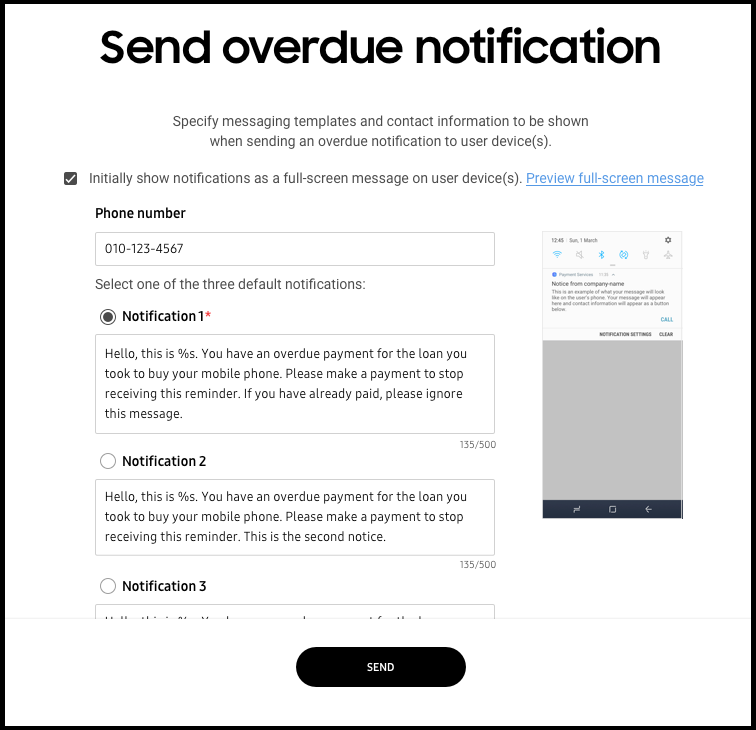 Send overdue notification
Specify messaging templates and contact information to be shown
when sending an overdue notification to user device(s).
Initially show notifications as a full-screen message on user device(s). Preview full-screen message
Phone number
010-123-4567
Select one of the three default notifications:
Notification 1*
Hello, this is %s. You have an overdue payment for the loan you
took to buy your mobile phone. Please make a payment to stop
receiving this reminder. If you have already paid, please ignore
this message.
135/500
Notification 2
Hello, this is %s. You have an overdue payment for the loan you
took to buy your mobile phone. Please make a payment to stop
receiving this reminder. This is the second notice.
135/500
Notification 3
12:45 Sun, 1 March
Payment Services
Notice from company-name
This is an example of what your message will look
like on the user's phone. Your message will appear
here and contact information will appear as a button
below.
CALL
NOTIFICATION SETTINGS CLEAR
SEND